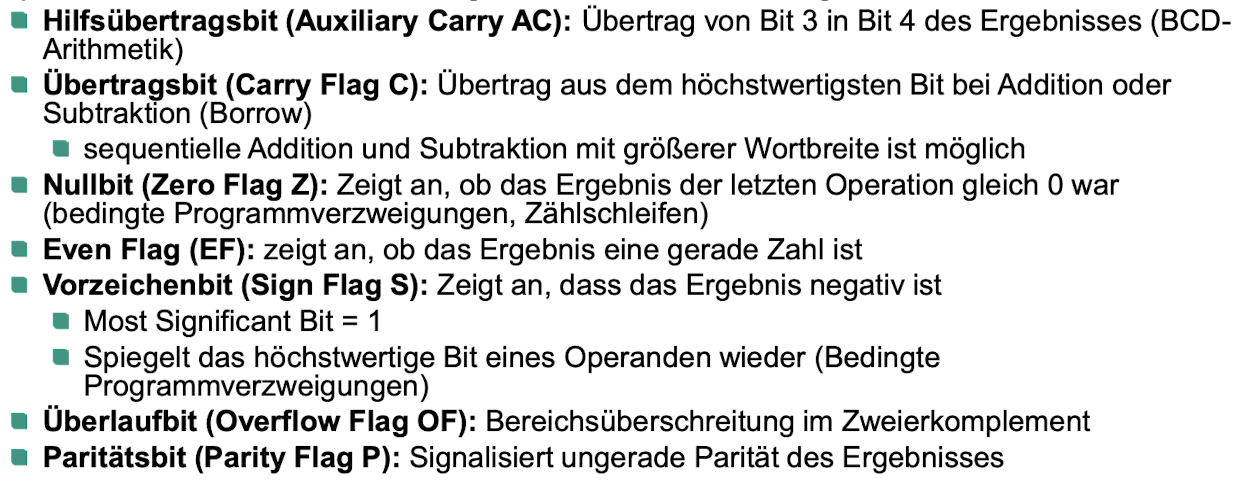 Hilfsübertragsbit (Auxiliary Carry AC): Übertrag von Bit 3 in Bit 4 des Ergebnisses (BCD-
Arithmetik)
Übertragsbit (Carry Flag C): Übertrag aus dem höchstwertigsten Bit bei Addition oder
Subtraktion (Borrow)
sequentielle Addition und Subtraktion mit größerer Wortbreite ist möglich
Nullbit (Zero Flag Z): Zeigt an, ob das Ergebnis der letzten Operation gleich 0 war
(bedingte Programmverzweigungen, Zählschleifen)
Even Flag (EF): zeigt an, ob das Ergebnis eine gerade Zahl ist
Vorzeichenbit (Sign Flag S): Zeigt an, dass das Ergebnis negativ ist
Most Significant Bit = 1
Spiegelt das höchstwertige Bit eines Operanden wieder (Bedingte
Programmverzweigungen)
Überlaufbit (Overflow Flag OF): Bereichsüberschreitung im Zweierkomplement
Paritätsbit (Parity Flag P): Signalisiert ungerade Parität des Ergebnisses